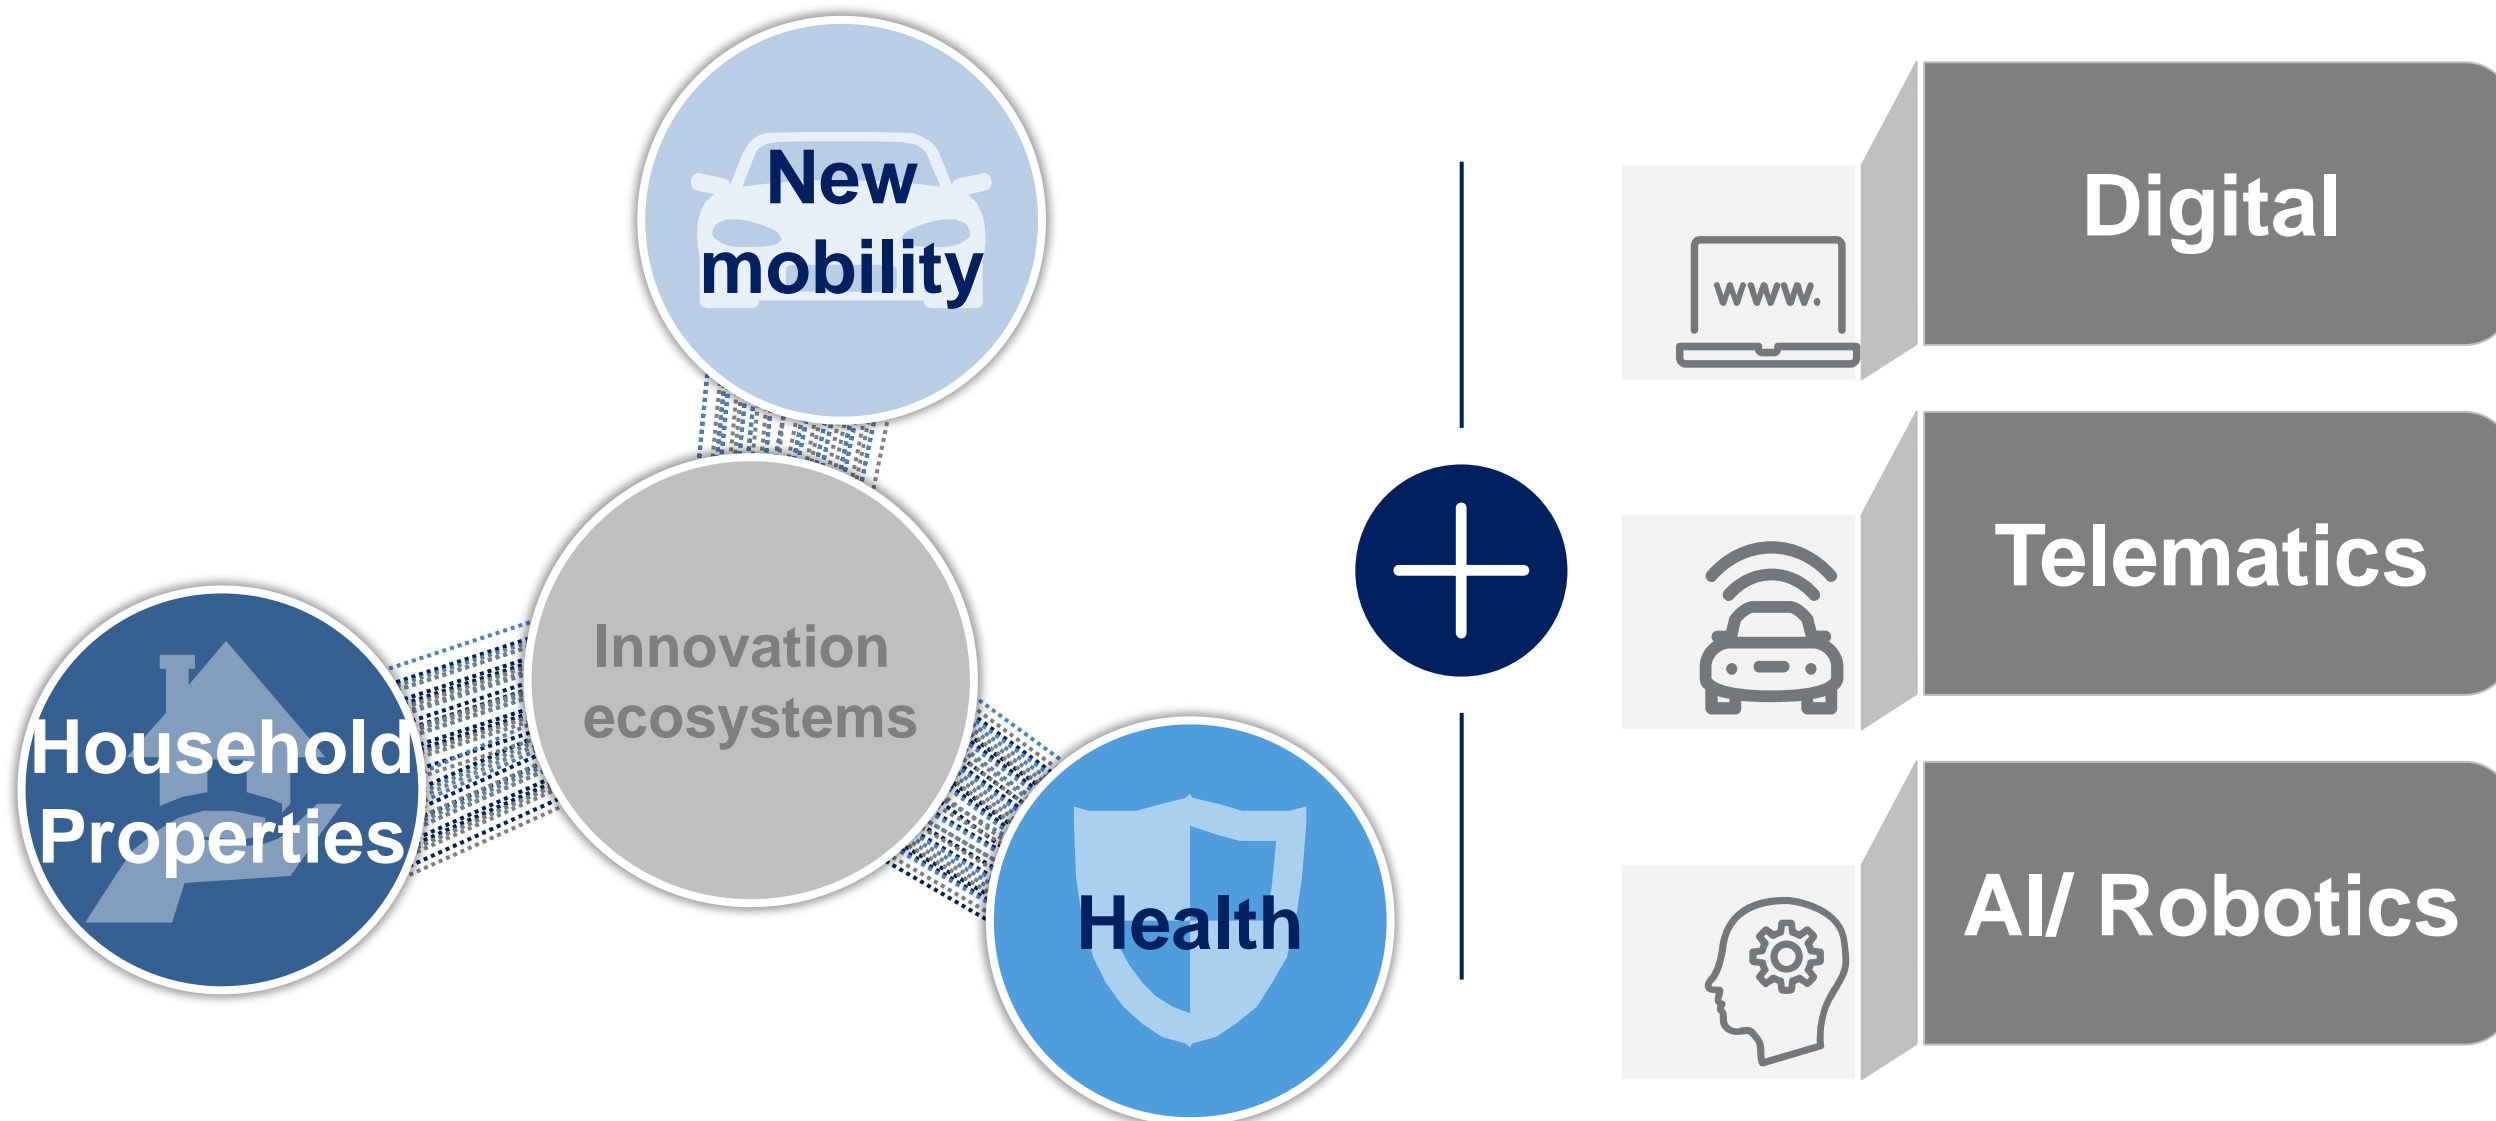 New
mobility
Innovation
ecosystems
Household
Properties
Health
www.
Digital
Telematics
AI/ Robotics